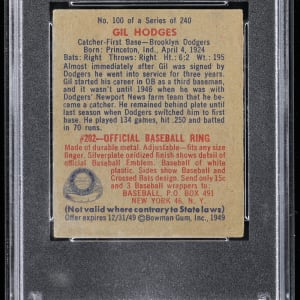 No. 100 of a Series of 240
GIL HODGES
Catcher-First Base—Brooklyn Dodgers
Born: Princeton, Ind., April 4, 1924
Bats: Right Throws: Right Ht.: 6:2 Wt.: 195
Almost immediately after Gil was signed by
Dodgers he went into service for three years.
Gil started his career in OB as a third baseman,
and it wasn't until 1946 when he was with
Dodgers' Newport News farm team that he was
a catcher. He remained behind plate until last
season when Dodgers switched him to first
base. He played 134 games, hit .250 and batted
in 70 runs.
#202—OFFICIAL BASEBALL RING
Made of durable metal. Adjustable—fits any size
finger. Silverplate oxidized finish shows detail of
official Baseball Emblem. Baseball of white
plastic. Sides show Baseball and
Crossed Bats design. Send only 15c
and 3 Baseball wrappers to:
BASEBALL, P.O. BOX 491
NEW YORK 46, N. Y.
(Not valid where contrary to State laws)
Offer expires 12/31/49 ©Bowman Gum, Inc., 1949